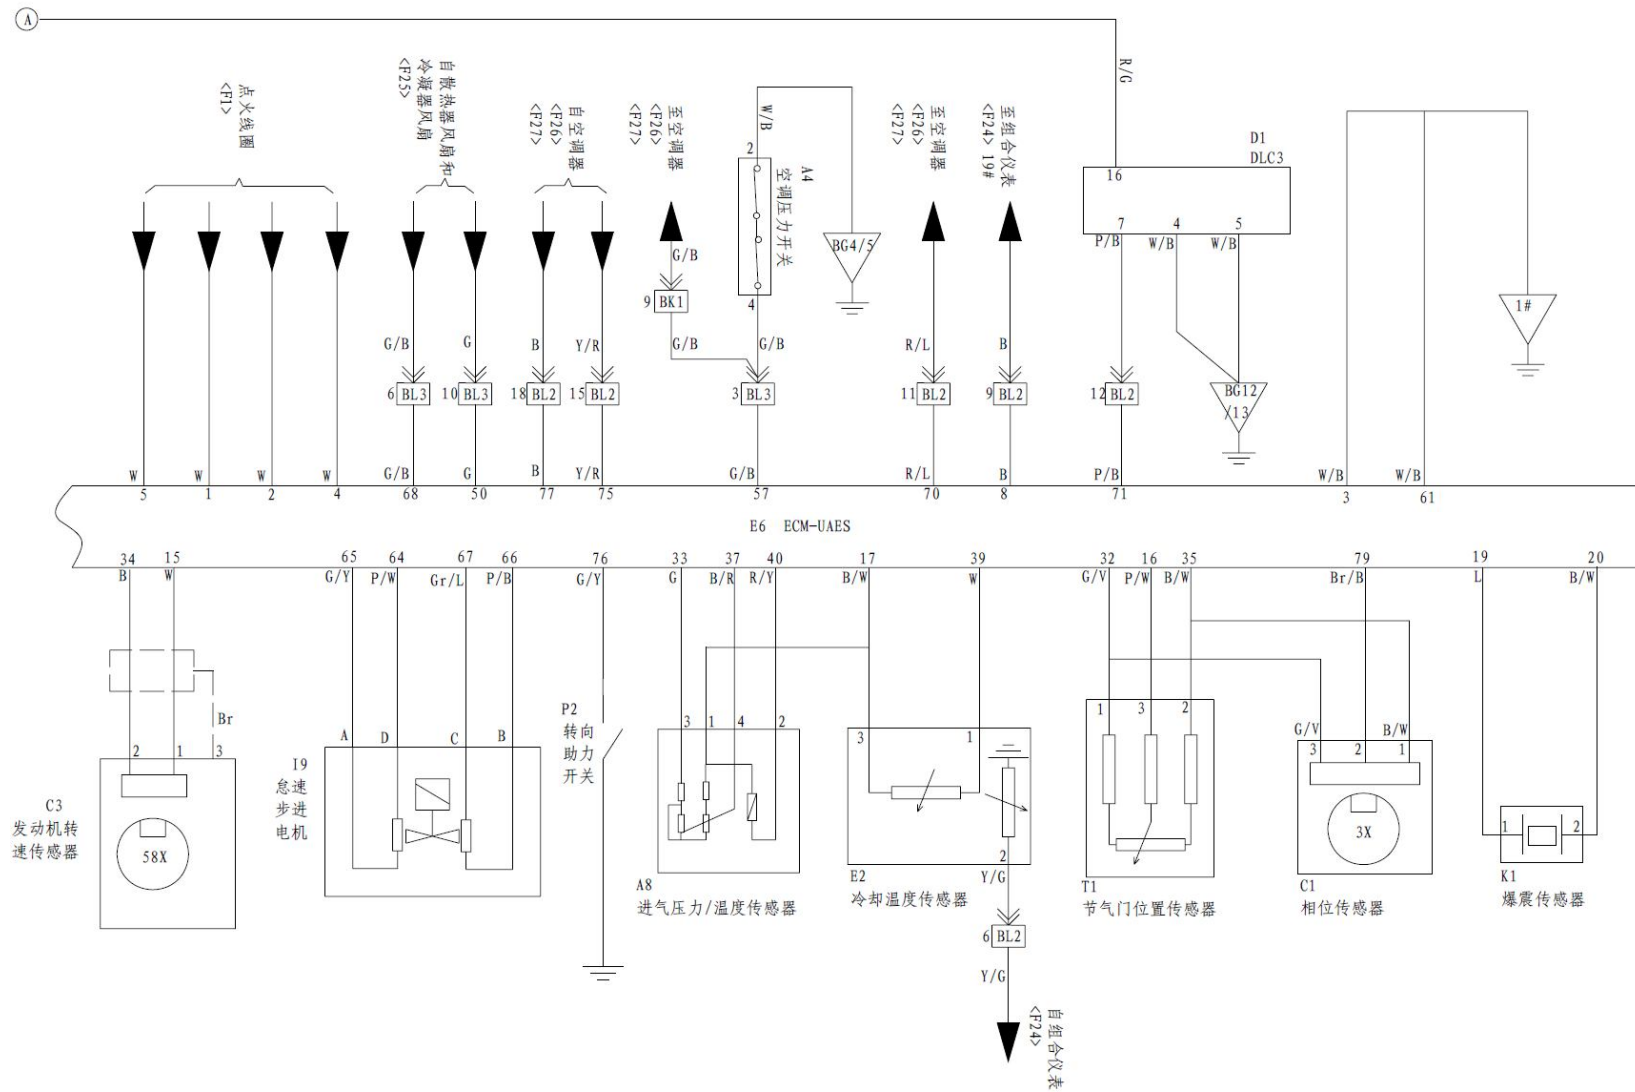 A
R/G
点火线圈
<F1>
自散热器风扇和
冷凝器风扇
<F25>
自空调器
<F26>
<F27>
至空调器
<F26>
<F27>
W/B
2
A4
空调压力开关
4
BG4/5
至空调器
<F26>
<F27>
至组合仪表
<F24> 19#
D1
DLC3
16
7 4 5
P/B W/B W/B
1#
G/B
9 BK1
G/B G/B
G/B G B Y/R R/L B
6 BL3 10 BL3 18 BL2 15 BL2 3 BL3 11 BL2 9 BL2 12 BL2
BG12
/13
W W W W G/B G B Y/R G/B R/L B P/B W/B W/B
5 1 2 4 68 50 77 75 57 70 8 71 3 61
E6 ECM-UAES
34 15 65 64 67 66 76 33 37 40 17 39 32 16 35 79 19 20
B W G/Y P/W Gr/L P/B G/Y G B/R R/Y B/W W G/V P/W B/W Br/B L B/W
Br
2 1 3
58X
C3
发动机转
速传感器
A D C B
I9
怠速
步进
电机
P2
转向
助力
开关
3 1 4 2
A8
进气压力/温度传感器
3 1
2
E2
冷却温度传感器
Y/G
6 BL2
Y/G
自组合仪表
<F24>
1 3 2
T1
节气门位置传感器
G/V B/W
3 2 1
3X
C1
相位传感器
1 2
K1
爆震传感器